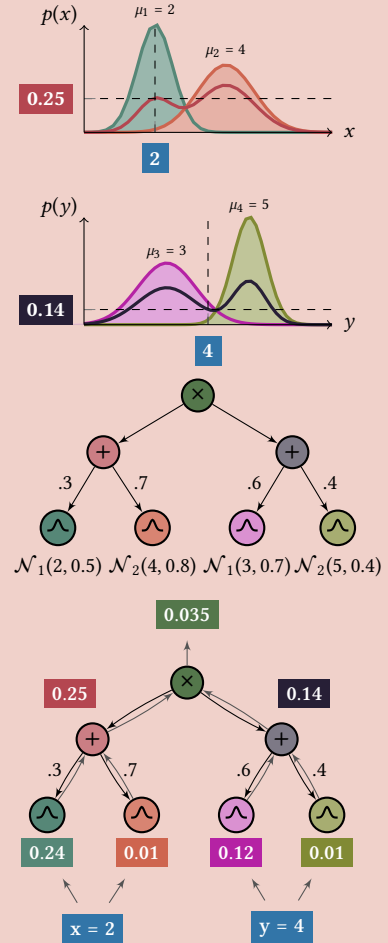 p(x)
μ₁ = 2
μ₂ = 4
0.25
x
2
p(y)
μ₄ = 5
μ₃ = 3
0.14
y
4
×
+ +
.3 .7 .6 .4
𝒩₁(2, 0.5) 𝒩₂(4, 0.8) 𝒩₁(3, 0.7) 𝒩₂(5, 0.4)
0.035
×
0.25 0.14
+ +
.3 .7 .6 .4
0.24 0.01 0.12 0.01
x = 2 y = 4